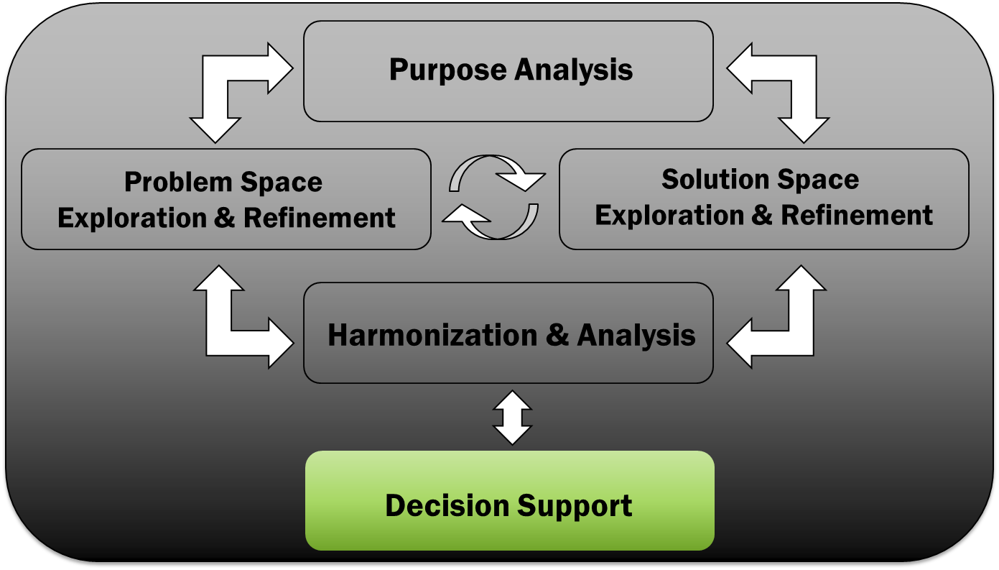 Purpose Analysis
Problem Space
Exploration & Refinement
Solution Space
Exploration & Refinement
Harmonization & Analysis
Decision Support